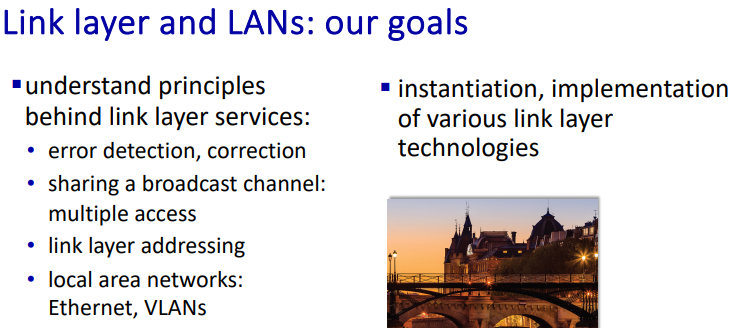 Link layer and LANs: our goals
understand principles
behind link layer services:
error detection, correction
sharing a broadcast channel:
multiple access
link layer addressing
local area networks:
Ethernet, VLANs
instantiation, implementation
of various link layer
technologies